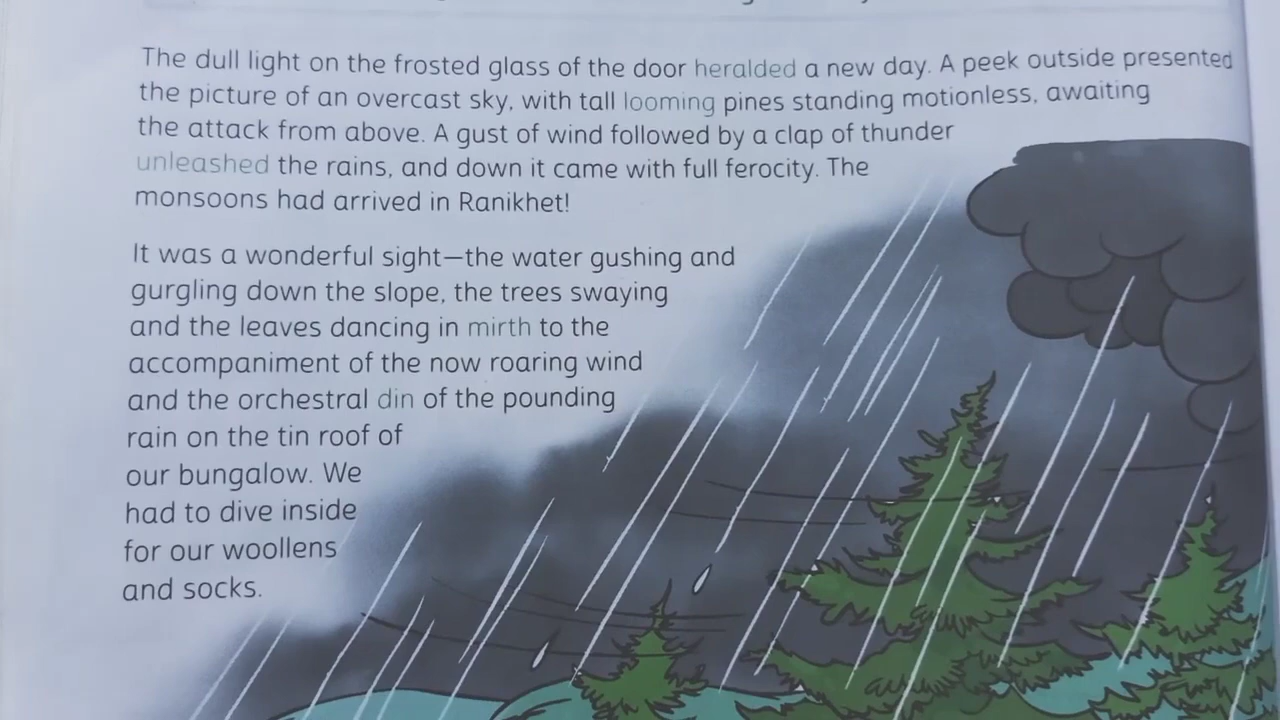 The dull light on the frosted glass of the door heralded a new day. A peek outside presented
the picture of an overcast sky, with tall looming pines standing motionless, awaiting
the attack from above. A gust of wind followed by a clap of thunder
unleashed the rains, and down it came with full ferocity. The
monsoons had arrived in Ranikhet!
It was a wonderful sight—the water gushing and
gurgling down the slope, the trees swaying
and the leaves dancing in mirth to the
accompaniment of the now roaring wind
and the orchestral din of the pounding
rain on the tin roof of
our bungalow. We
had to dive inside
for our woollens
and socks.